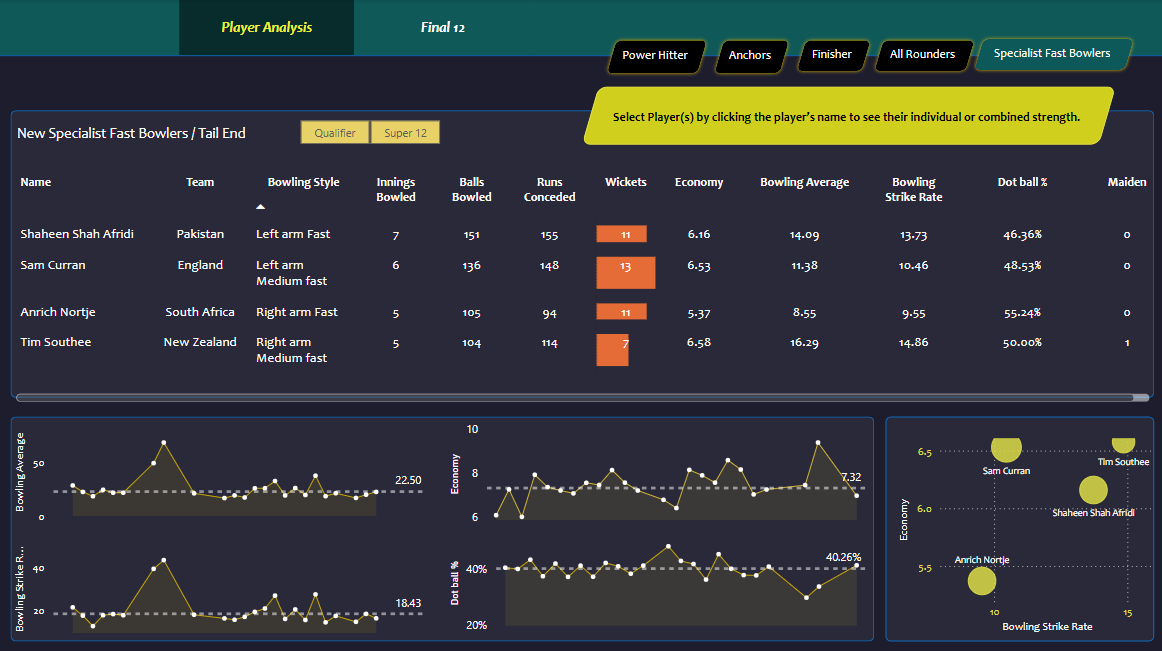 Player Analysis
Final 12
Power Hitter
Anchors
Finisher
All Rounders
Specialist Fast Bowlers
Select Player(s) by clicking the player's name to see their individual or combined strength.
New Specialist Fast Bowlers / Tail End
Qualifier
Super 12
Name Team Bowling Style Innings Bowled Balls Bowled Runs Conceded Wickets Economy Bowling Average Bowling Strike Rate Dot ball % Maiden
Shaheen Shah Afridi Pakistan Left arm Fast 7 151 155 11 6.16 14.09 13.73 46.36% 0
Sam Curran England Left arm Medium fast 6 136 148 13 6.53 11.38 10.46 48.53% 0
Anrich Nortje South Africa Right arm Fast 5 105 94 11 5.37 8.55 9.55 55.24% 0
Tim Southee New Zealand Right arm Medium fast 5 104 114 7 6.58 16.29 14.86 50.00% 1
Bowling Average
50
0
22.50
Bowling Strike R...
40
20
18.43
Economy
10
8
6
7.32
Dot ball %
40%
20%
40.26%
Economy
6.5
6.0
5.5
Sam Curran
Tim Southee
Shaheen Shah Afridi
Anrich Nortje
10
15
Bowling Strike Rate